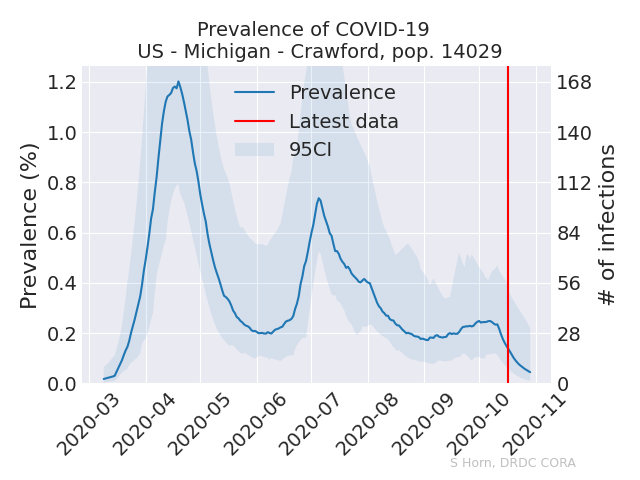 Prevalence of COVID-19
US - Michigan - Crawford, pop. 14029
Prevalence
Latest data
95CI
Prevalence (%)
1.2
1.0
0.8
0.6
0.4
0.2
0.0
# of infections
168
140
112
84
56
28
0
2020-03
2020-04
2020-05
2020-06
2020-07
2020-08
2020-09
2020-10
2020-11
S Horn, DRDC CORA